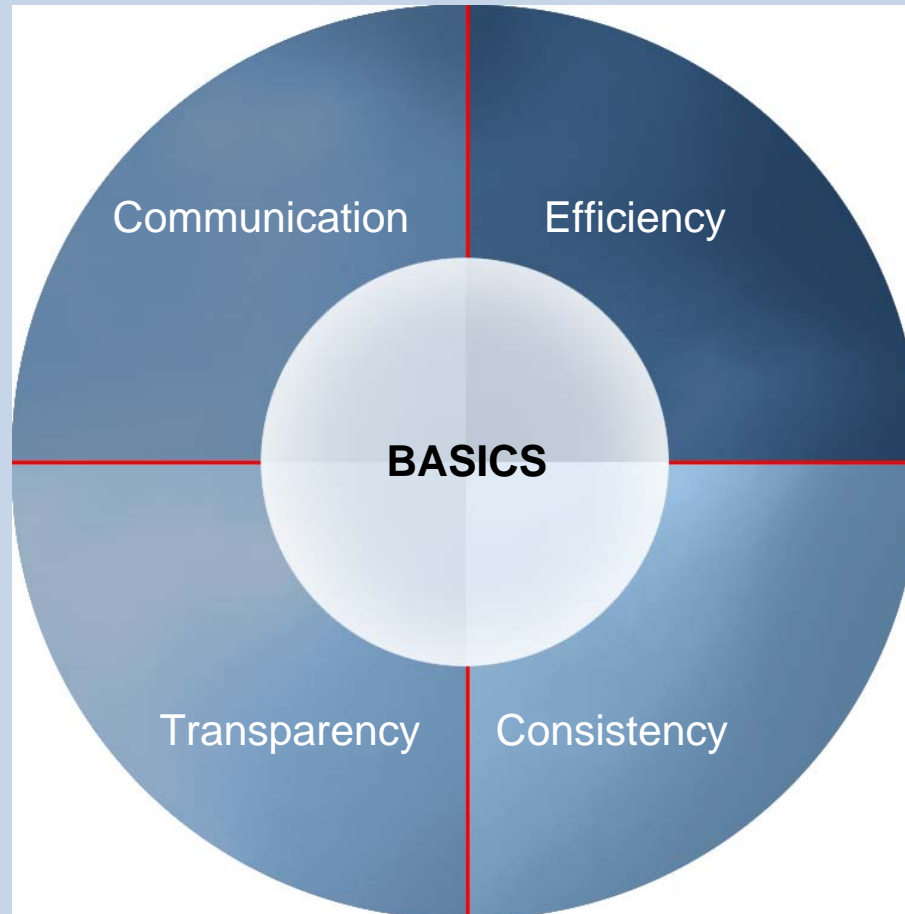 Communication
Efficiency
BASICS
Transparency
Consistency